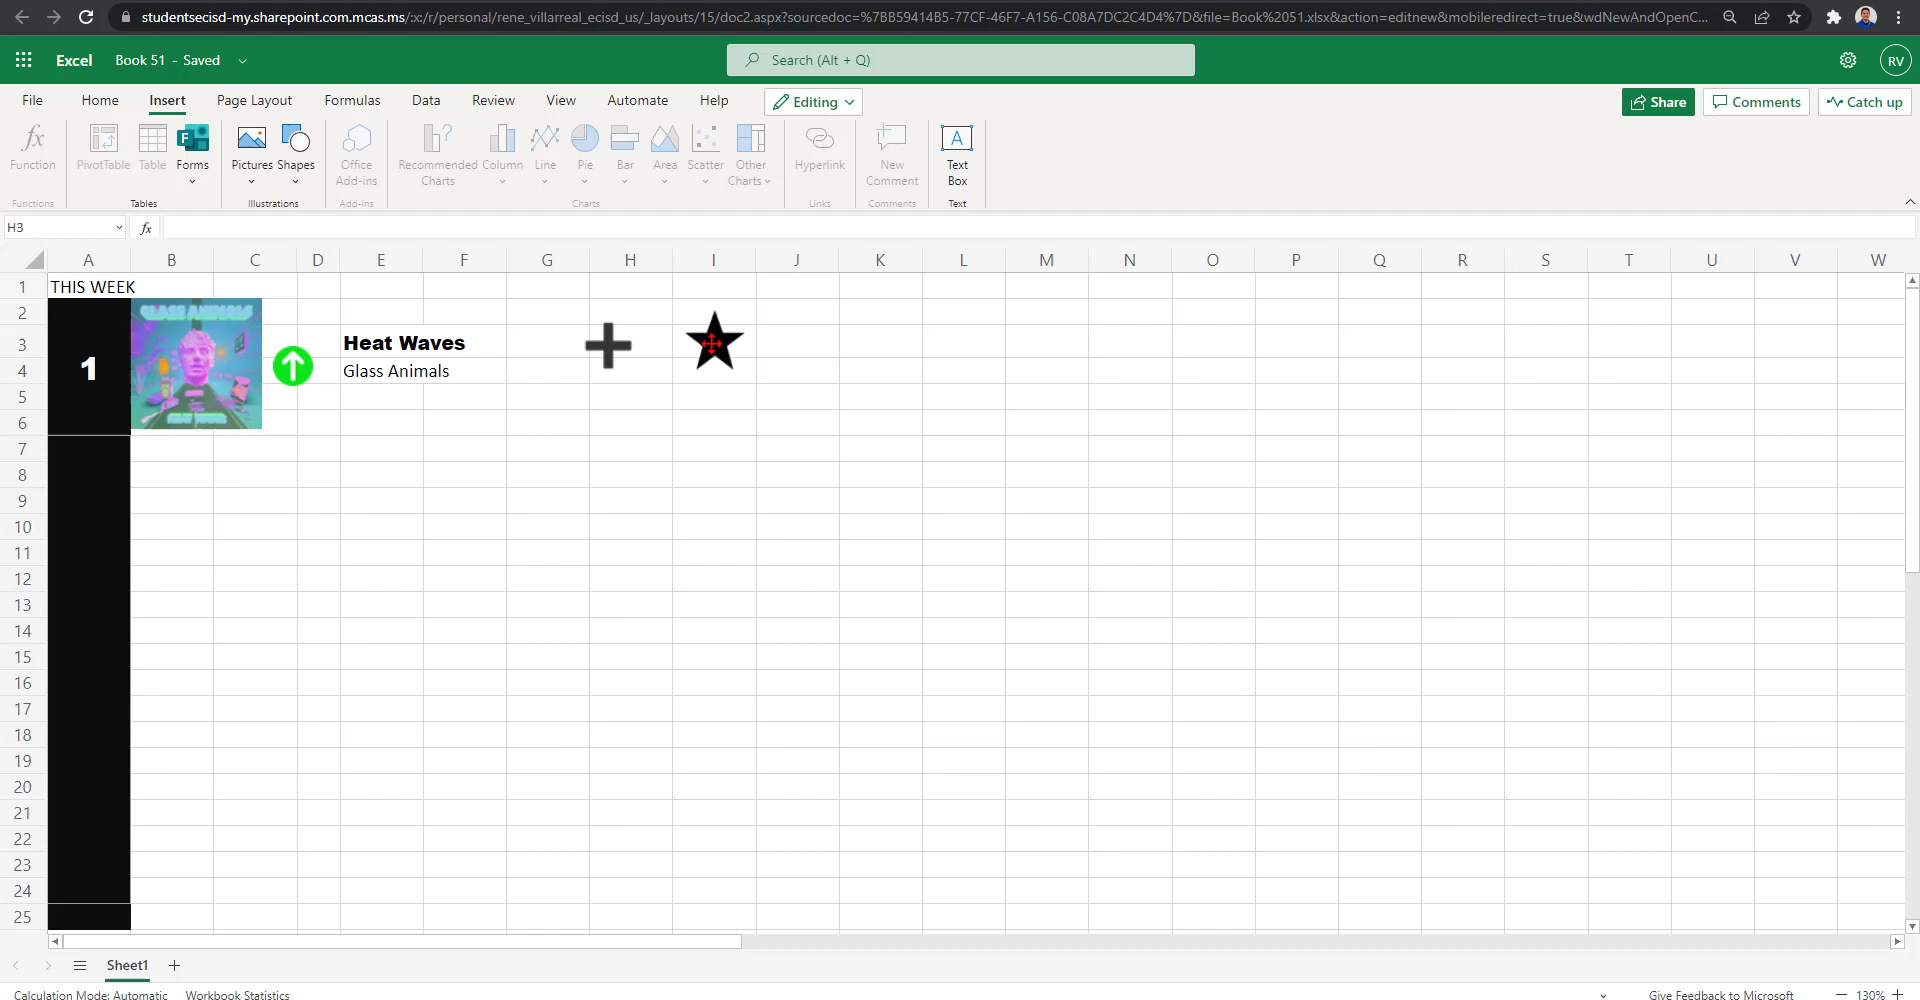 studentsecisd-my.sharepoint.com.mcas.ms/:x:/r/personal/rene_villarreal_ecisd_us/_layouts/15/doc2.aspx?sourcedoc=%7BB59414B5-77CF-46F7-A156-C08A7DC2C4D4%7D&file=Book%2051.xlsx&action=editnew&mobileredirect=true&wdNewAndOpenC...
Excel Book 51 - Saved Search (Alt + Q) RV
File Home Insert Page Layout Formulas Data Review View Automate Help Editing Share Comments Catch up
fx F A
Function PivotTable Table Forms Pictures Shapes Office Add-ins Recommended Charts Column Line Pie Bar Area Scatter Other Charts Hyperlink New Comment Text Box
Functions Tables Illustrations Add-ins Charts Links Comments Text
H3 fx
A B C D E F G H I J K L M N O P Q R S T U V W
1 THIS WEEK
2 GLASS ANIMALS
3 Heat Waves
1
4 Glass Animals
5
6
7
8
9
10
11
12
13
14
15
16
17
18
19
20
21
22
23
24
25
Sheet1
Calculation Mode: Automatic Workbook Statistics Give Feedback to Microsoft 130%